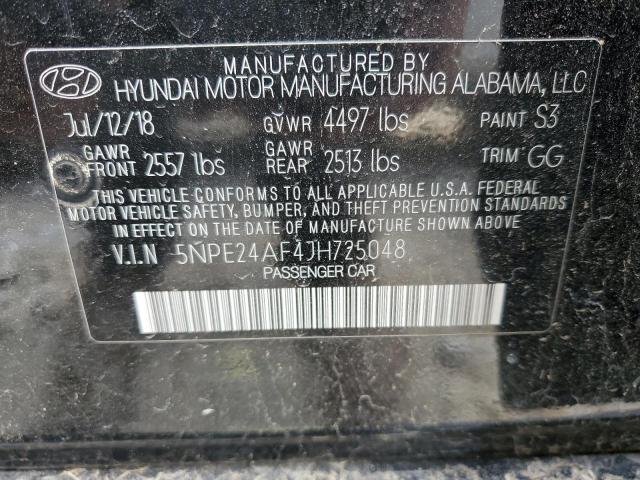 MANUFACTURED BY
HYUNDAI MOTOR MANUFACTURING ALABAMA, LLC
Jul/12/18 GVWR 4497 lbs PAINT S3
GAWR FRONT 2557 lbs GAWR REAR 2513 lbs TRIM GG
THIS VEHICLE CONFORMS TO ALL APPLICABLE U.S.A. FEDERAL
MOTOR VEHICLE SAFETY, BUMPER, AND THEFT PREVENTION STANDARDS
IN EFFECT ON THE DATE OF MANUFACTURE SHOWN ABOVE.
V.I.N 5NPE24AF4JH725048
PASSENGER CAR